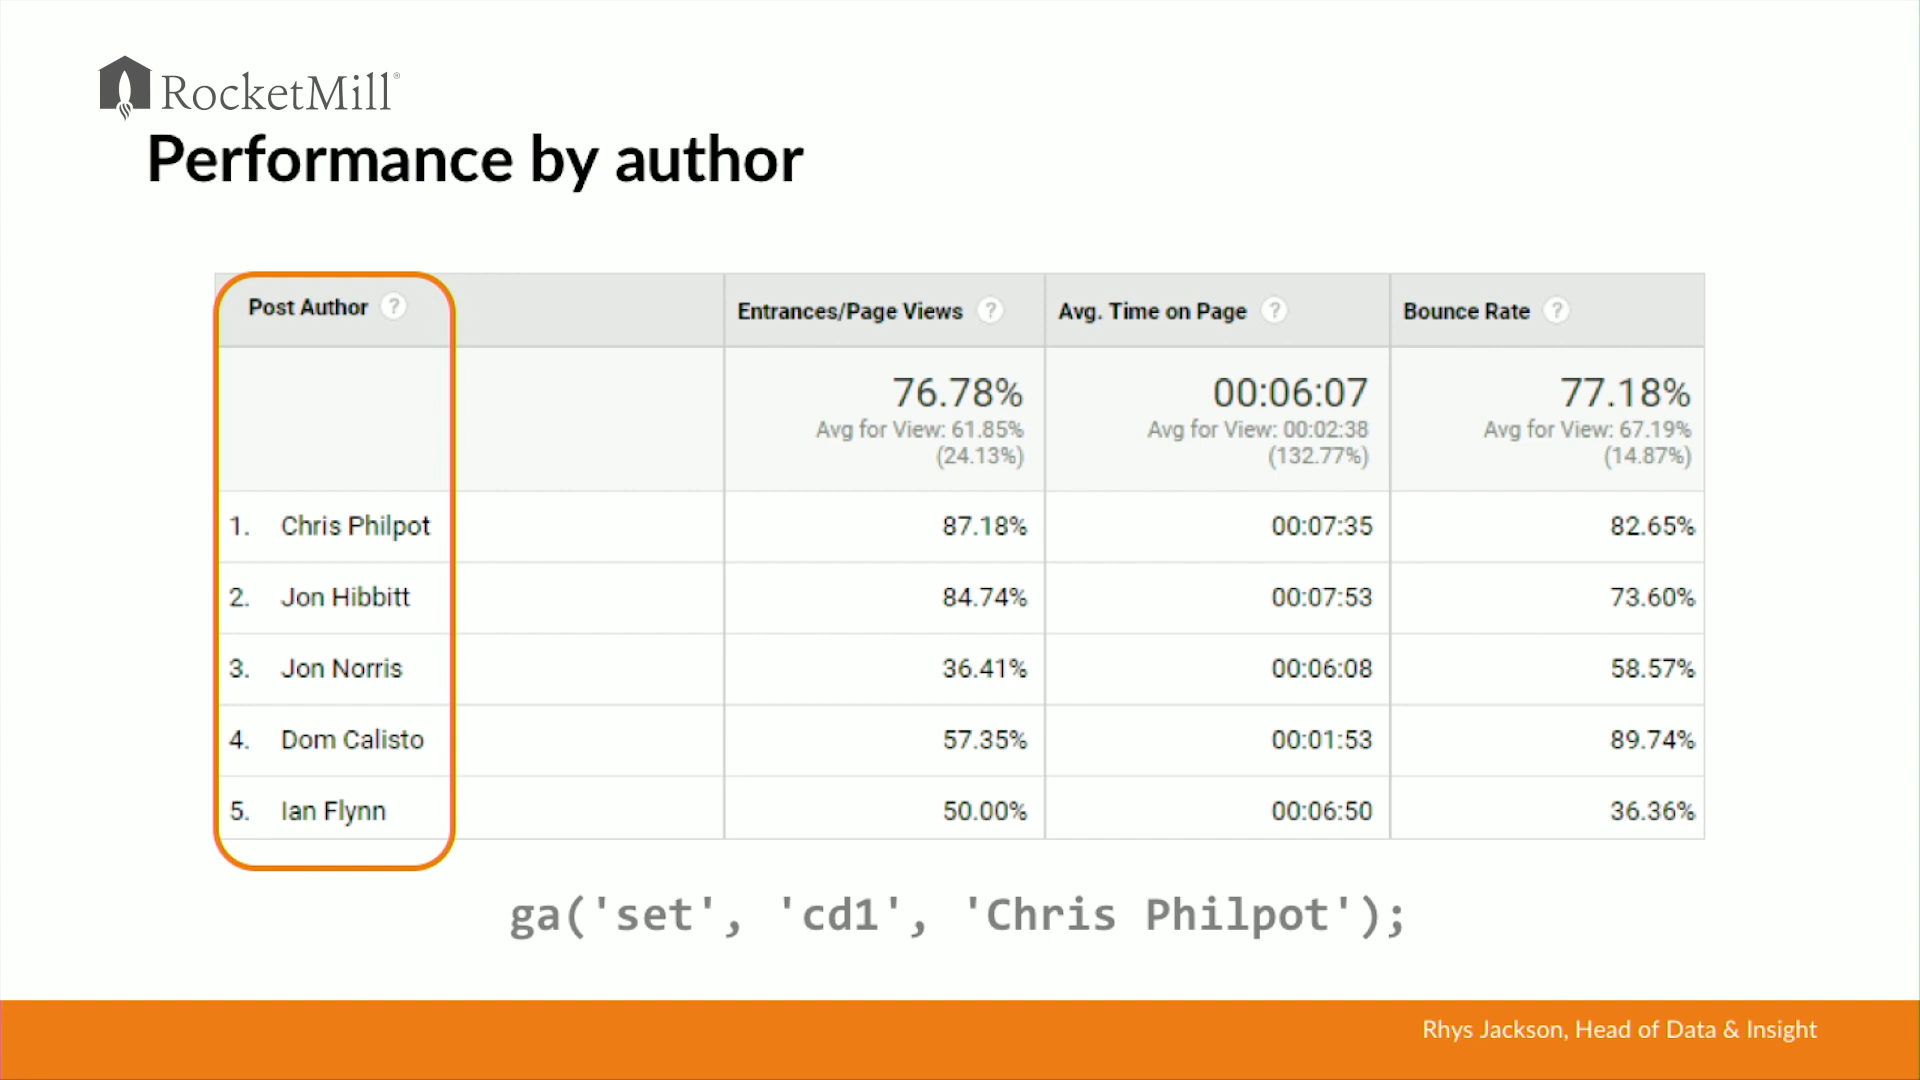 RocketMill®
Performance by author
Post Author ? Entrances/Page Views ? Avg. Time on Page ? Bounce Rate ?
76.78% 00:06:07 77.18%
Avg for View: 61.85% Avg for View: 00:02:38 Avg for View: 67.19%
(24.13%) (132.77%) (14.87%)
1. Chris Philpot 87.18% 00:07:35 82.65%
2. Jon Hibbitt 84.74% 00:07:53 73.60%
3. Jon Norris 36.41% 00:06:08 58.57%
4. Dom Calisto 57.35% 00:01:53 89.74%
5. Ian Flynn 50.00% 00:06:50 36.36%
ga('set', 'cd1', 'Chris Philpot');
Rhys Jackson, Head of Data & Insight